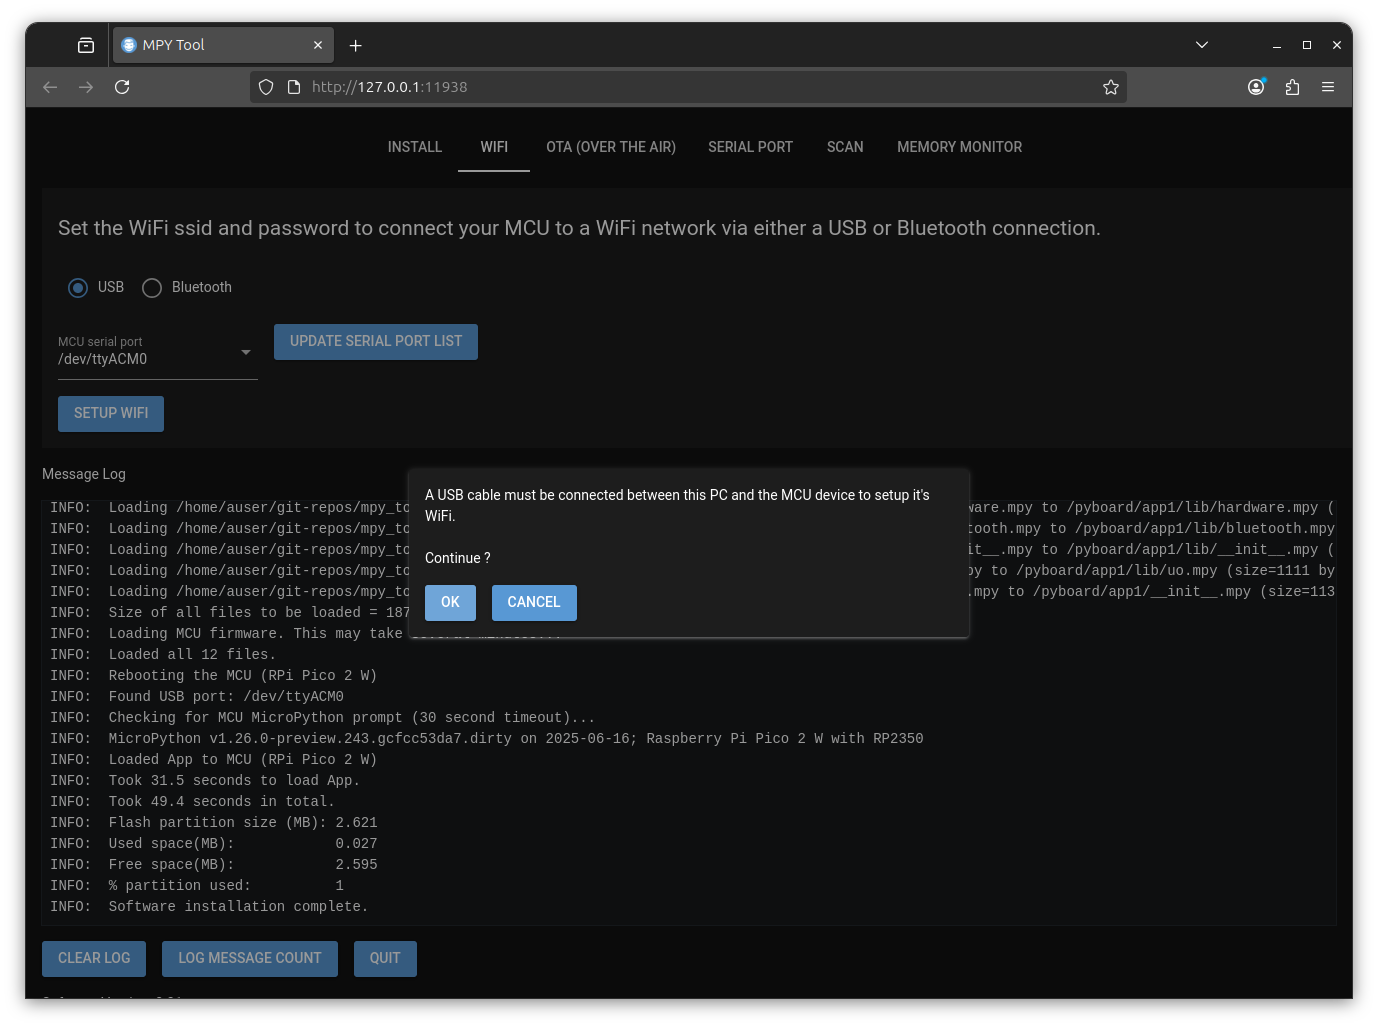 MPY Tool
http://127.0.0.1:11938
INSTALL WIFI OTA (OVER THE AIR) SERIAL PORT SCAN MEMORY MONITOR
Set the WiFi ssid and password to connect your MCU to a WiFi network via either a USB or Bluetooth connection.
USB Bluetooth
MCU serial port
/dev/ttyACM0
UPDATE SERIAL PORT LIST
SETUP WIFI
Message Log
A USB cable must be connected between this PC and the MCU device to setup it's
WiFi.
Continue ?
OK CANCEL
INFO: Loading /home/auser/git-repos/mpy_to ware.mpy to /pyboard/app1/lib/hardware.mpy (
INFO: Loading /home/auser/git-repos/mpy_to tooth.mpy to /pyboard/app1/lib/bluetooth.mpy
INFO: Loading /home/auser/git-repos/mpy_to it__.mpy to /pyboard/app1/lib/__init__.mpy (
INFO: Loading /home/auser/git-repos/mpy_to py to /pyboard/app1/lib/uo.mpy (size=1111 by
INFO: Loading /home/auser/git-repos/mpy_to .mpy to /pyboard/app1/__init__.mpy (size=113
INFO: Size of all files to be loaded = 187
INFO: Loading MCU firmware. This may take
INFO: Loaded all 12 files.
INFO: Rebooting the MCU (RPi Pico 2 W)
INFO: Found USB port: /dev/ttyACM0
INFO: Checking for MCU MicroPython prompt (30 second timeout)...
INFO: MicroPython v1.26.0-preview.243.gcfcc53da7.dirty on 2025-06-16; Raspberry Pi Pico 2 W with RP2350
INFO: Loaded App to MCU (RPi Pico 2 W)
INFO: Took 31.5 seconds to load App.
INFO: Took 49.4 seconds in total.
INFO: Flash partition size (MB): 2.621
INFO: Used space(MB): 0.027
INFO: Free space(MB): 2.595
INFO: % partition used: 1
INFO: Software installation complete.
CLEAR LOG LOG MESSAGE COUNT QUIT